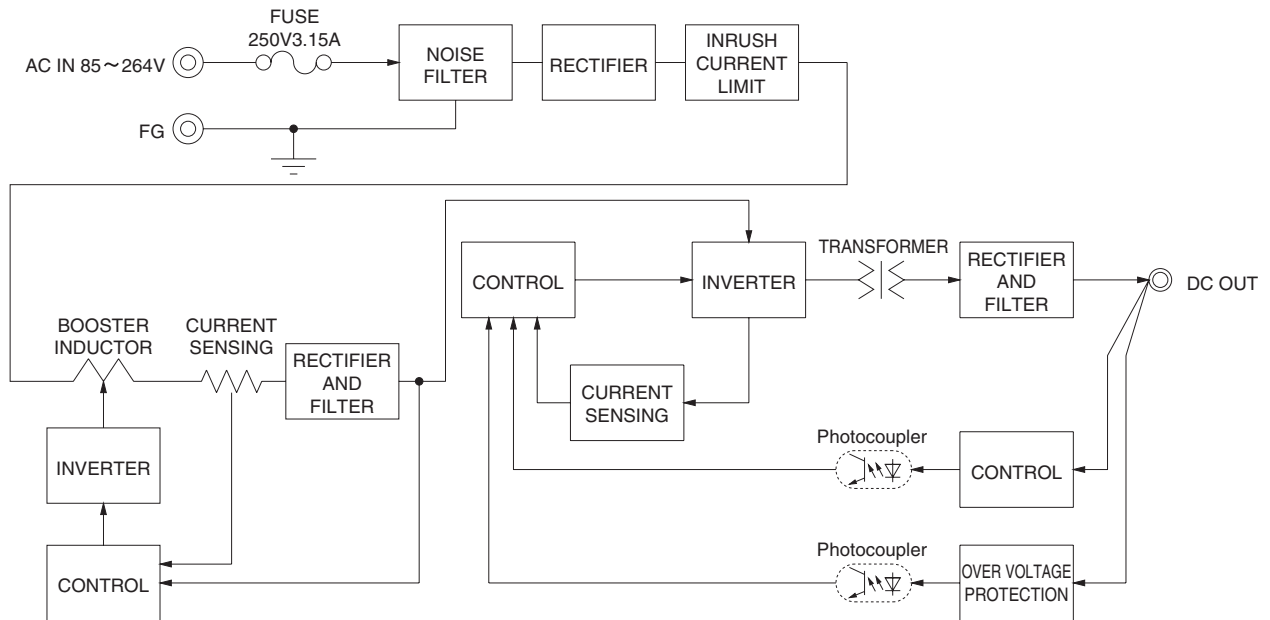 FUSE
250V3.15A
AC IN 85～264V
NOISE
FILTER
RECTIFIER
INRUSH
CURRENT
LIMIT
FG
CONTROL
INVERTER
TRANSFORMER
RECTIFIER
AND
FILTER
DC OUT
BOOSTER
INDUCTOR
CURRENT
SENSING
RECTIFIER
AND
FILTER
CURRENT
SENSING
INVERTER
Photocoupler
CONTROL
CONTROL
Photocoupler
OVER VOLTAGE
PROTECTION